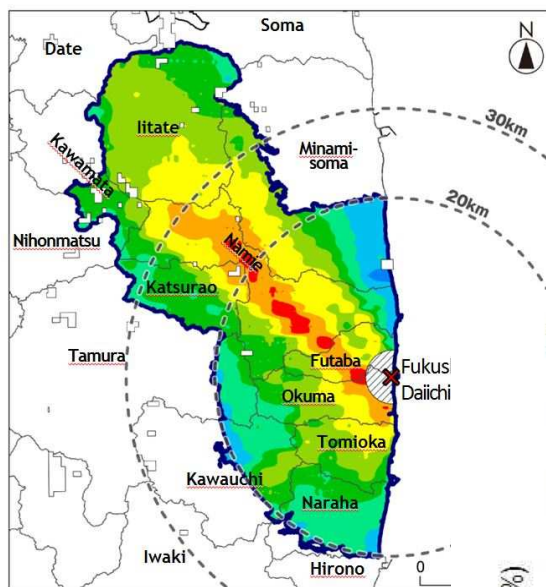 Soma
Date
N
Iitate
30km
Minami-
soma
Kawamata
20km
Nihonmatsu
Namie
Katsurao
Tamura
Futaba
Fukus
Daiichi
Okuma
Tomioka
Kawauchi
Naraha
Iwaki
Hirono
0
(%)